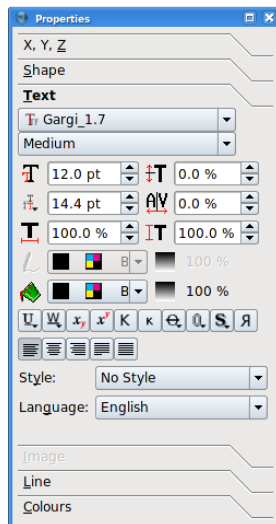 Properties
X, Y, Z
Shape
Text
Gargi_1.7
Medium
12.0 pt 0.0 %
14.4 pt 0.0 %
100.0 % 100.0 %
B 100 %
B 100 %
U W x y x y K K O O S Я
Style: No Style
Language: English
Image
Line
Colours